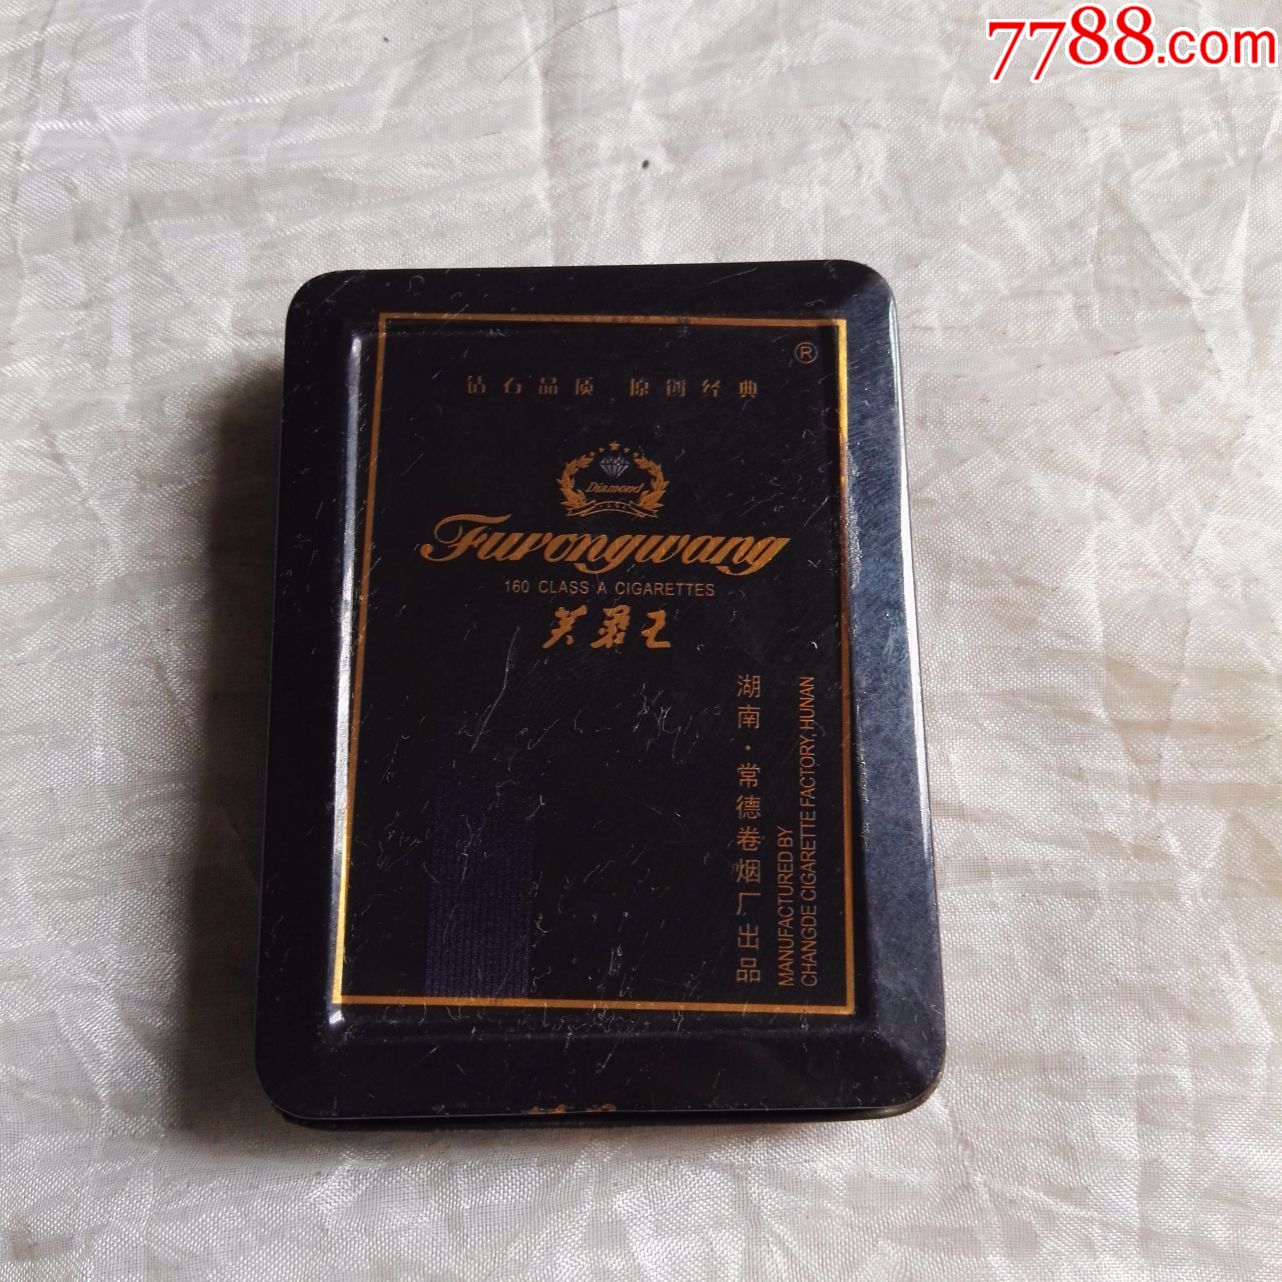 7788.com
®
钻石品质 原创经典
Diamond
Furongwang
160 CLASS A CIGARETTES
芙蓉王
湖南·常德卷烟厂出品
MANUFACTURED BY
CHANGDE CIGARETTE FACTORY,HUNAN